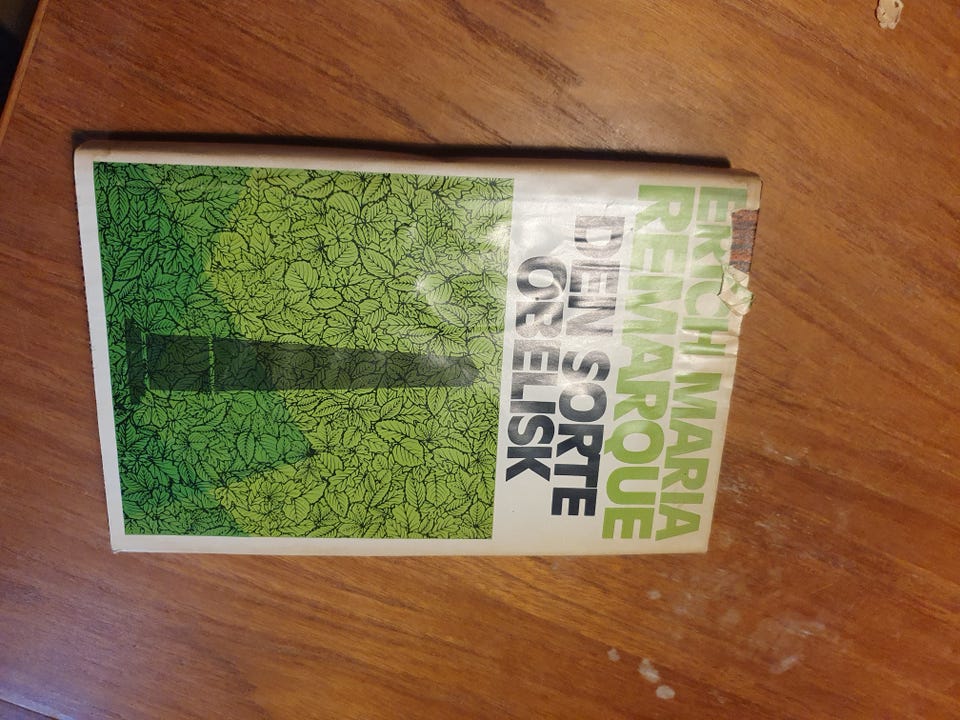 ERICH MARIA
REMARQUE
DEN SORTE
OBELISK